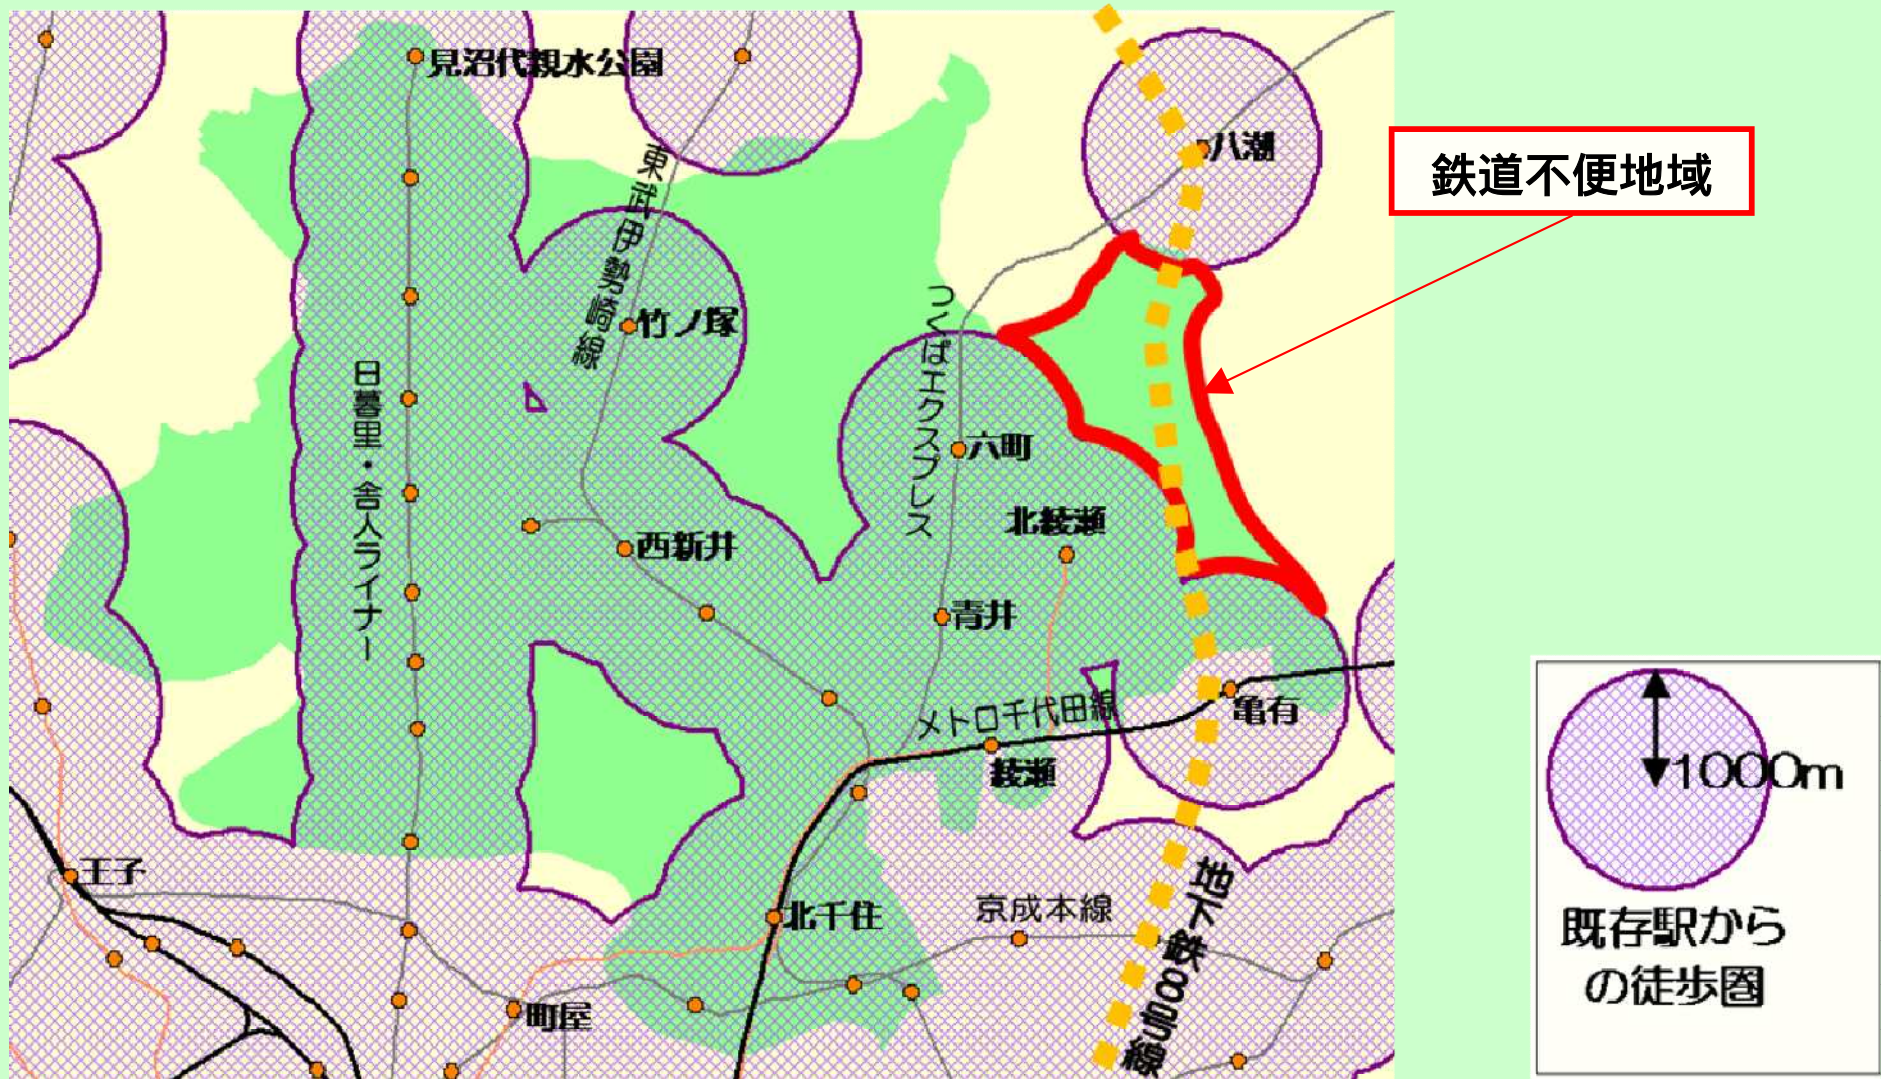 見沼代親水公園
東武伊勢崎線
八潮
鉄道不便地域
竹ノ塚
つくばエクスプレス
日暮里・舎人ライナー
六町
北綾瀬
西新井
青井
メトロ千代田線
亀有
綾瀬
1000m
王子
地下鉄8号線
京成本線
北千住
既存駅から
の徒歩圏
町屋